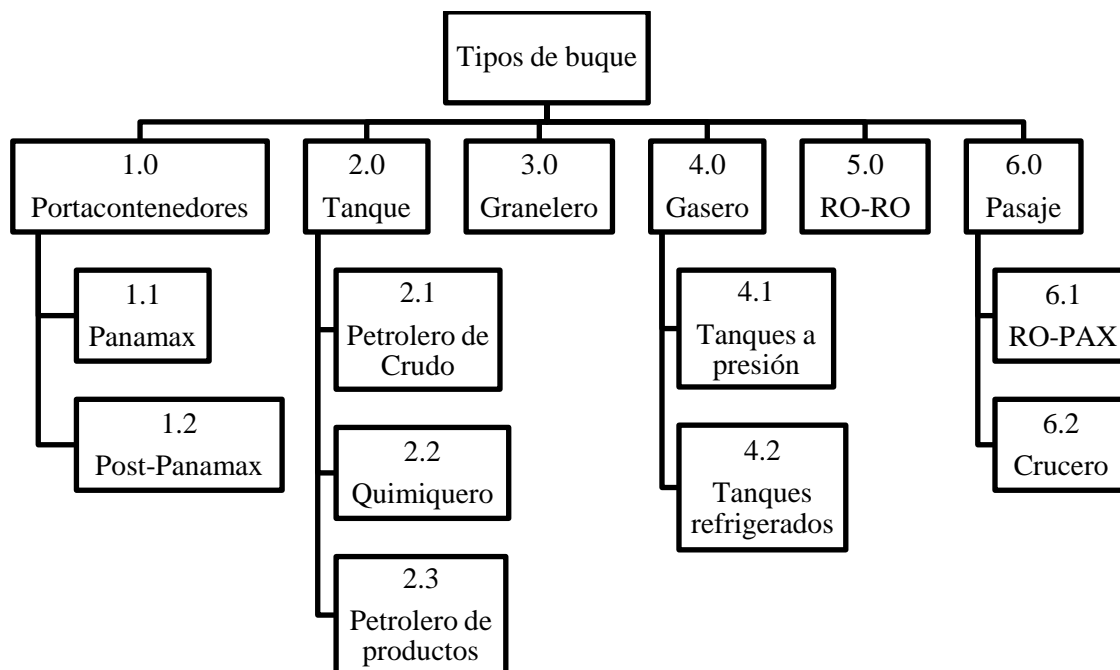 Tipos de buque
1.0
Portacontenedores
2.0
Tanque
3.0
Granelero
4.0
Gasero
5.0
RO-RO
6.0
Pasaje
1.1
Panamax
1.2
Post-Panamax
2.1
Petrolero de
Crudo
2.2
Quimiquero
2.3
Petrolero de
productos
4.1
Tanques a
presión
4.2
Tanques
refrigerados
6.1
RO-PAX
6.2
Crucero